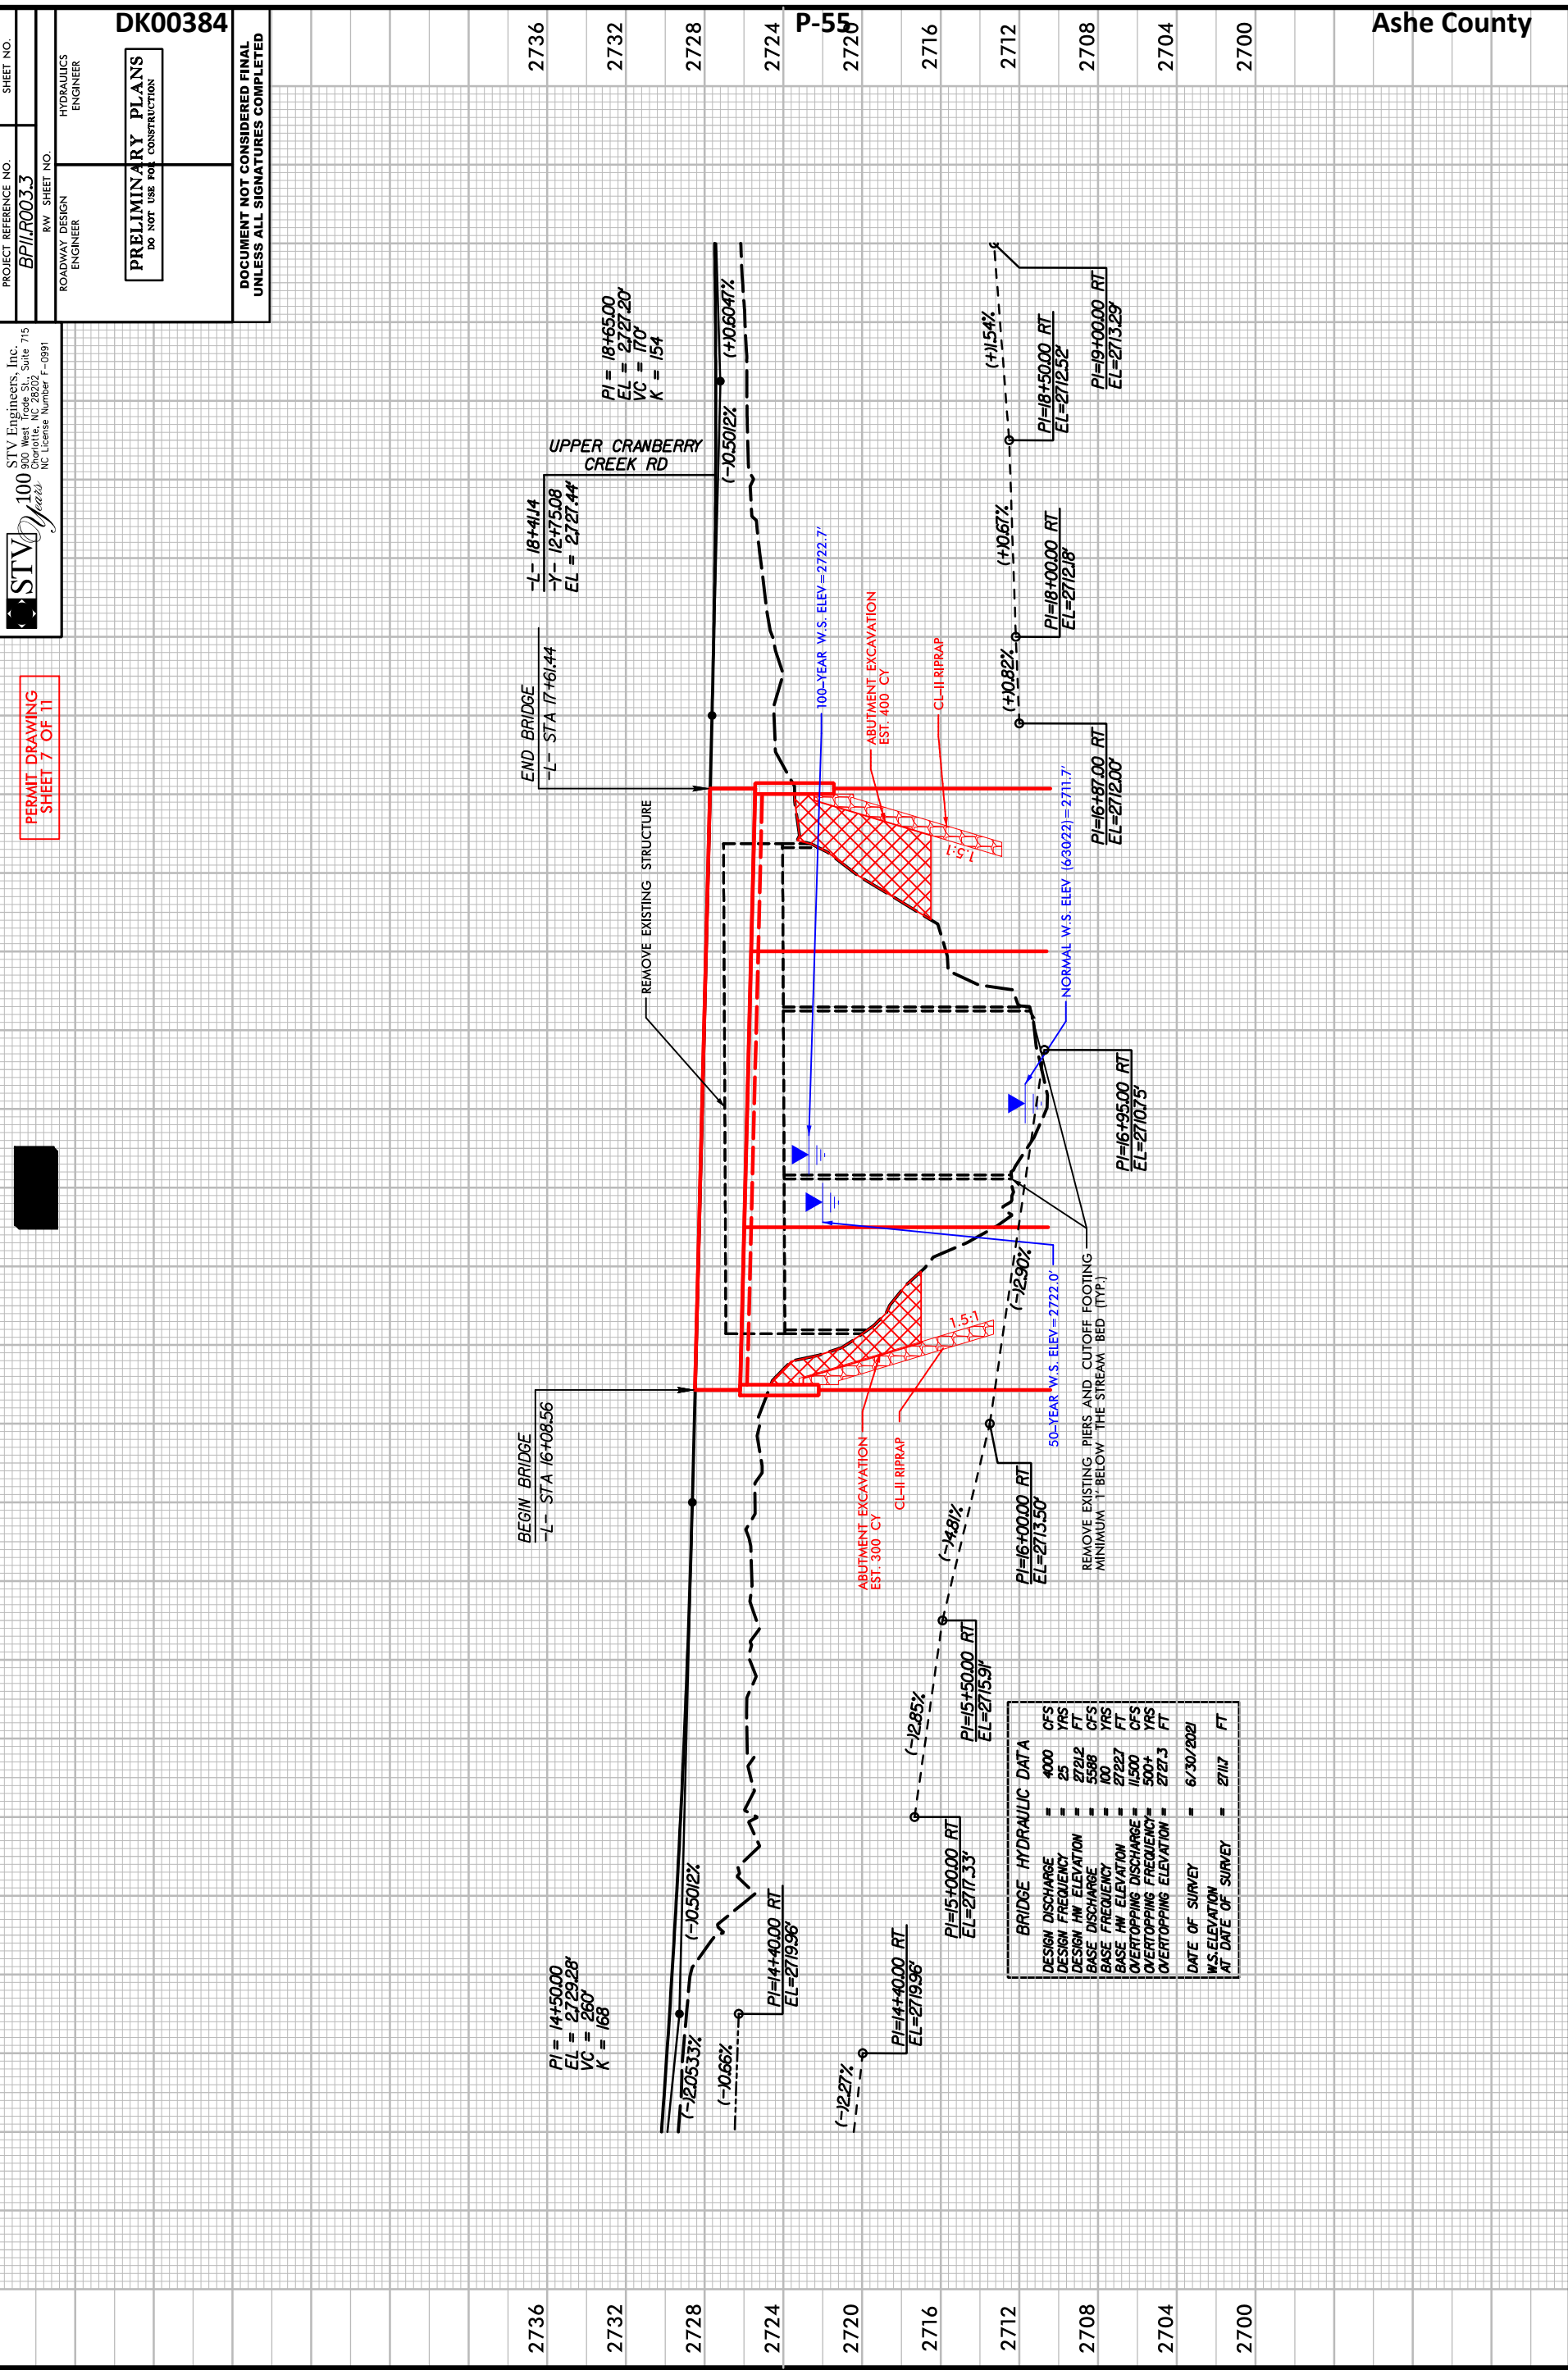 DK00384
P-55
Ashe County
PROJECT REFERENCE NO.
SHEET NO.
BP11.R003.3
R/W SHEET NO.
ROADWAY DESIGN
ENGINEER
HYDRAULICS
ENGINEER
PRELIMINARY PLANS
DO NOT USE FOR CONSTRUCTION
DOCUMENT NOT CONSIDERED FINAL
UNLESS ALL SIGNATURES COMPLETED
STV 100 Years
STV Engineers, Inc.
900 West Trade St., Suite 715
Charlotte, NC 28202
NC License Number F-0991
PERMIT DRAWING
SHEET 7 OF 11
2736
2732
2728
2724
2720
2716
2712
2708
2704
2700
PI = 14+50.00
EL = 2,729.28'
VC = 260'
K = 168
(-)2.0533%
(-)0.5012%
(-)0.66%
PI=14+40.00 RT
EL=2719.96'
(-)2.27%
PI=14+40.00 RT
EL=2719.96'
PI=15+00.00 RT
EL=2717.33'
(-)2.85%
PI=15+50.00 RT
EL=2715.91'
(-)4.81%
PI=16+00.00 RT
EL=2713.50'
(-)2.90%
BEGIN BRIDGE
-L- STA 16+08.56
ABUTMENT EXCAVATION
EST. 300 CY
CL-II RIPRAP
1.5:1
50-YEAR W.S. ELEV=2722.0'
REMOVE EXISTING PIERS AND CUTOFF FOOTING
MINIMUM 1' BELOW THE STREAM BED (TYP.)
PI=16+95.00 RT
EL=2710.75'
REMOVE EXISTING STRUCTURE
NORMAL W.S. ELEV (6/30/22)=2711.7'
1.5:1
END BRIDGE
-L- STA 17+61.44
100-YEAR W.S. ELEV=2722.7'
ABUTMENT EXCAVATION
EST. 400 CY
CL-II RIPRAP
PI=16+87.00 RT
EL=2712.00'
(+)0.82%
PI=18+00.00 RT
EL=2712.18'
(+)0.67%
PI=18+50.00 RT
EL=2712.52'
(+)1.54%
PI=19+00.00 RT
EL=2713.29'
-L- 18+41.14
-Y- 12+75.08
EL = 2,727.44'
UPPER CRANBERRY
CREEK RD
PI = 18+65.00
EL = 2,727.20'
VC = 170'
K = 154
(-)0.5012%
(+)0.6047%
BRIDGE HYDRAULIC DATA
DESIGN DISCHARGE = 4000 CFS
DESIGN FREQUENCY = 25 YRS
DESIGN HW ELEVATION = 2721.2 FT
BASE DISCHARGE = 5588 CFS
BASE FREQUENCY = 100 YRS
BASE HW ELEVATION = 2722.7 FT
OVERTOPPING DISCHARGE = 11,500 CFS
OVERTOPPING FREQUENCY = 500+ YRS
OVERTOPPING ELEVATION = 2727.3 FT
DATE OF SURVEY = 6/30/2021
W.S. ELEVATION
AT DATE OF SURVEY = 2711.7 FT
2736
2732
2728
2724
2720
2716
2712
2708
2704
2700